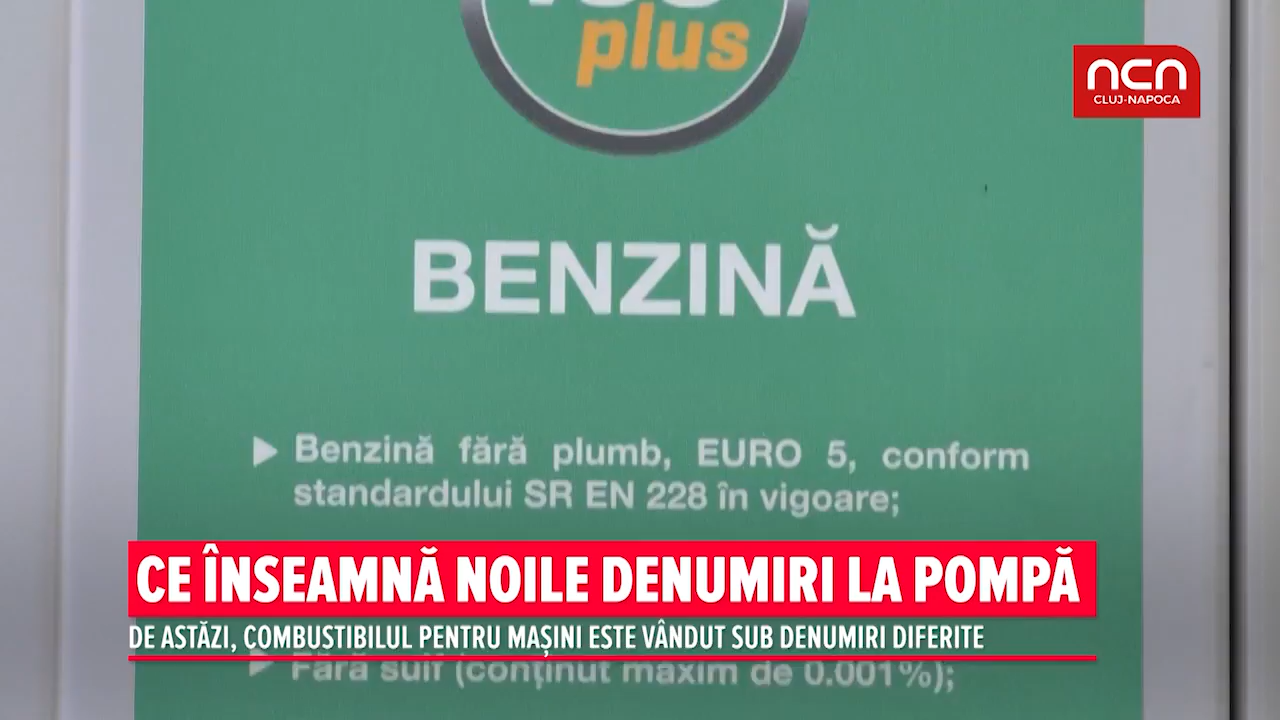 plus
ncn
CLUJ-NAPOCA
BENZINĂ
Benzină fără plumb, EURO 5, conform
standardului SR EN 228 în vigoare;
CE ÎNSEAMNĂ NOILE DENUMIRI LA POMPĂ
DE ASTĂZI, COMBUSTIBILUL PENTRU MAȘINI ESTE VÂNDUT SUB DENUMIRI DIFERITE
Fără sulf (conținut maxim de 0.001%);